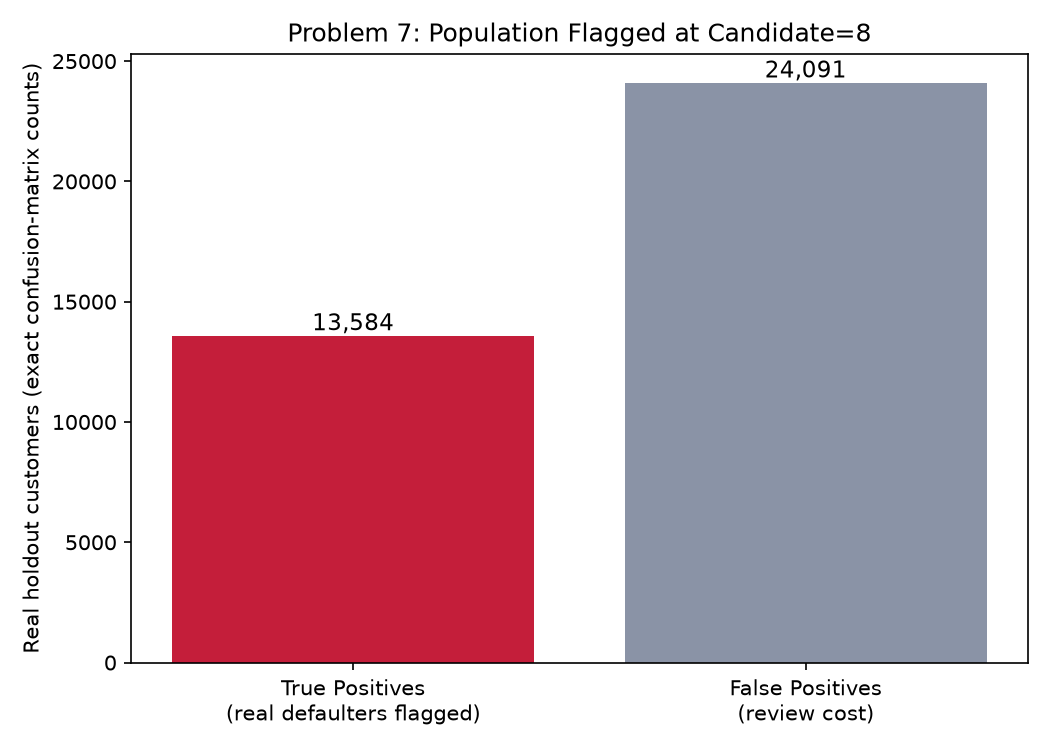 Problem 7: Population Flagged at Candidate=8
Real holdout customers (exact confusion-matrix counts)
25000
20000
15000
10000
5000
0
13,584
24,091
True Positives
(real defaulters flagged)
False Positives
(review cost)